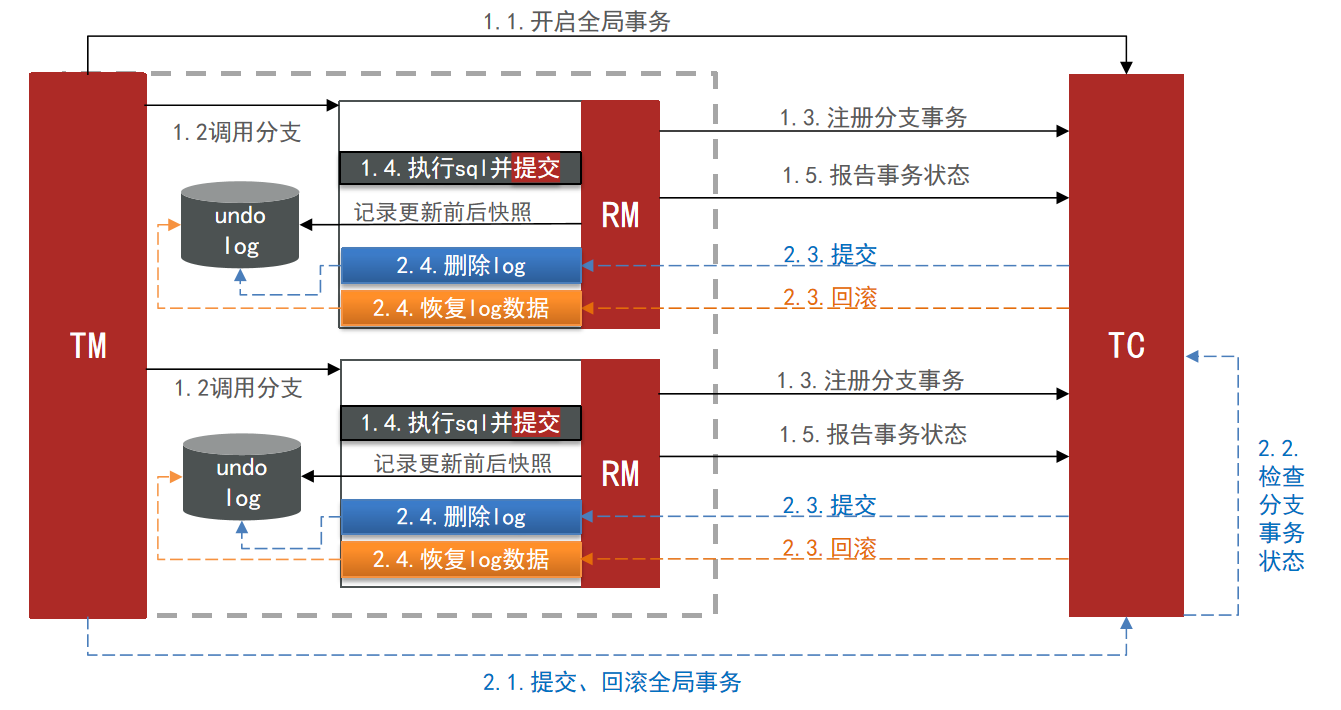 1.1.开启全局事务
1.2调用分支
1.3.注册分支事务
1.4.执行sql并提交
1.5.报告事务状态
undo
log
记录更新前后快照
RM
2.3.提交
2.4.删除log
2.3.回滚
2.4.恢复log数据
TM
TC
1.2调用分支
1.3.注册分支事务
1.4.执行sql并提交
1.5.报告事务状态
undo
log
记录更新前后快照
RM
2.3.提交
2.4.删除log
2.3.回滚
2.4.恢复log数据
2.2.
检查
分支
事务
状态
2.1.提交、回滚全局事务